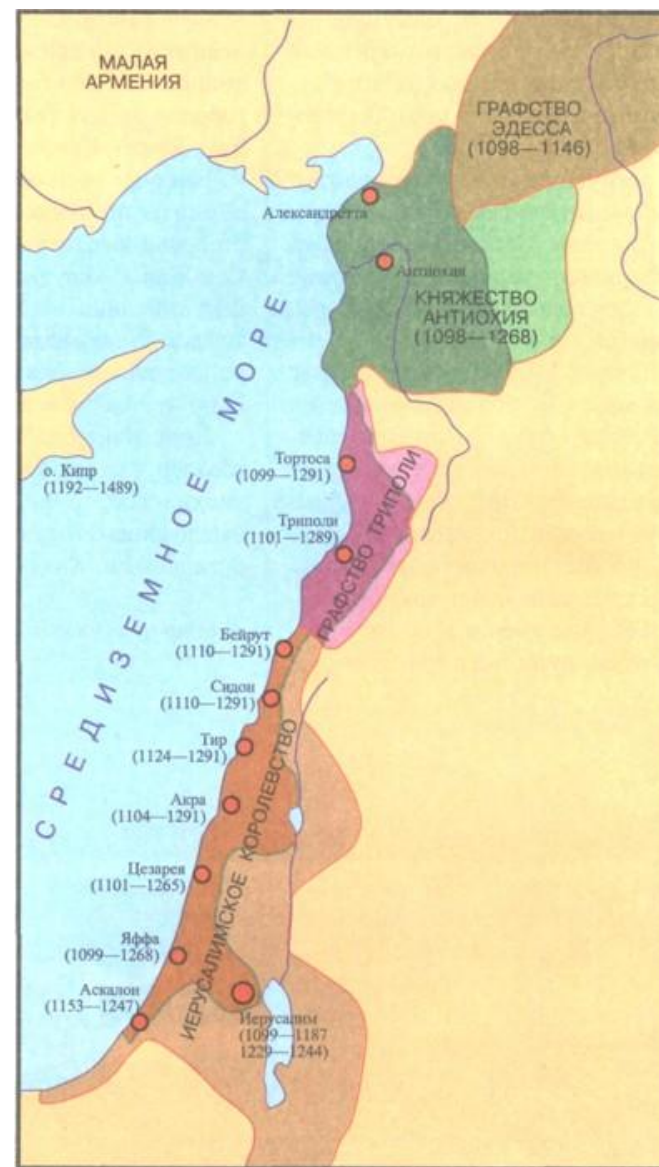 МАЛАЯ
АРМЕНИЯ
ГРАФСТВО
ЭДЕССА
(1098—1146)
Александретта
Антиохия
КНЯЖЕСТВО
АНТИОХИЯ
(1098—1268)
СРЕДИЗЕМНОЕ МОРЕ
о. Кипр
(1192—1489)
Тортоса
(1099—1291)
Триполи
(1101—1289)
ГРАФСТВО ТРИПОЛИ
Бейрут
(1110—1291)
Сидон
(1110—1291)
Тир
(1124—1291)
Акра
(1104—1291)
Цезарея
(1101—1265)
Яффа
(1099—1268)
Аскалон
(1153—1247)
ИЕРУСАЛИМСКОЕ КОРОЛЕВСТВО
Иерусалим
(1099—1187
1229—1244)